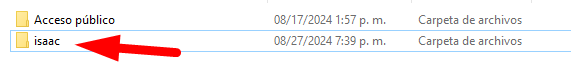 Acceso público 08/17/2024 1:57 p. m. Carpeta de archivos
isaac 08/27/2024 7:39 p. m. Carpeta de archivos